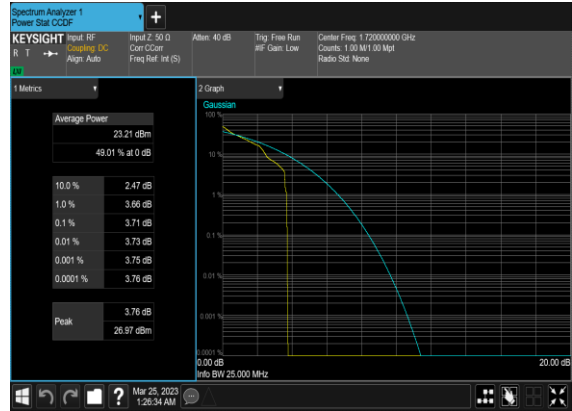 Spectrum Analyzer 1
Power Stat CCDF
+
KEYSIGHT
R T
LV
Input: RF
Coupling: DC
Align: Auto
Input Z: 50 Ω
Corr CCorr
Freq Ref: Int (S)
Atten: 40 dB
Trig: Free Run
#IF Gain: Low
Center Freq: 1.720000000 GHz
Counts: 1.00 M/1.00 Mpt
Radio Std: None
1 Metrics
Average Power
23.21 dBm
49.01 % at 0 dB
10.0 % 2.47 dB
1.0 % 3.66 dB
0.1 % 3.71 dB
0.01 % 3.73 dB
0.001 % 3.75 dB
0.0001 % 3.76 dB
Peak
3.76 dB
26.97 dBm
2 Graph
Gaussian
100 %
10 %
1 %
0.1 %
0.01 %
0.001 %
0.0001 %
0.00 dB
20.00 dB
Info BW 25.000 MHz
?
Mar 25, 2023
1:26:34 AM